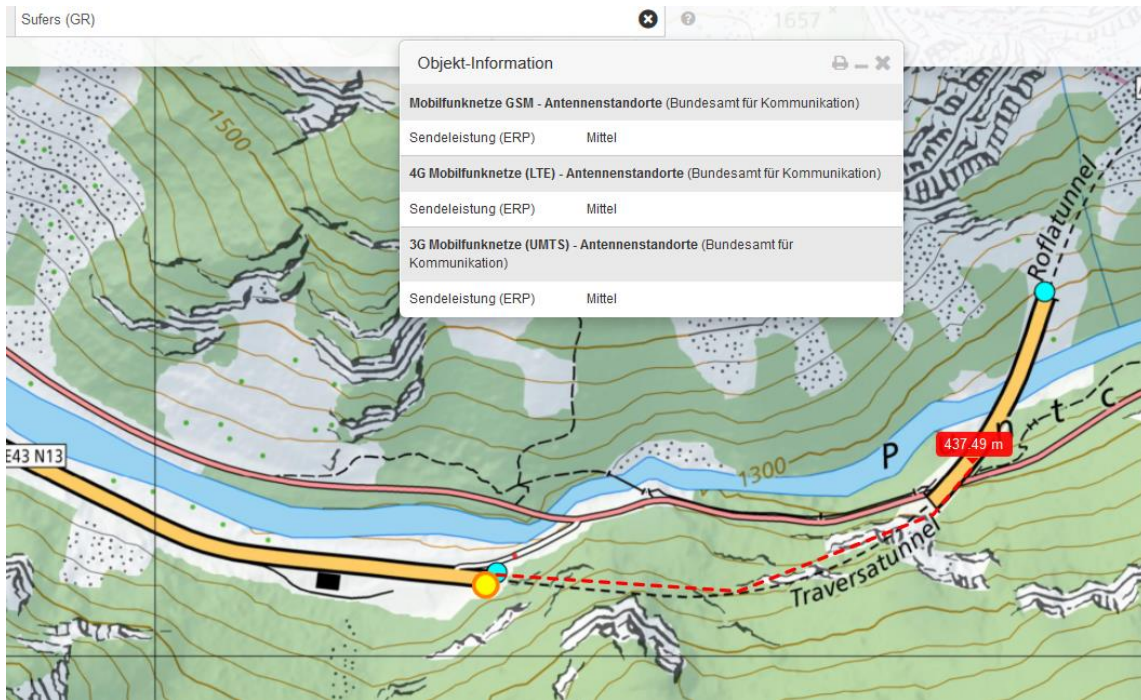 Sufers (GR)
1657
Objekt-Information
Mobilfunknetze GSM - Antennenstandorte (Bundesamt für Kommunikation)
Sendeleistung (ERP) Mittel
4G Mobilfunknetze (LTE) - Antennenstandorte (Bundesamt für Kommunikation)
Sendeleistung (ERP) Mittel
3G Mobilfunknetze (UMTS) - Antennenstandorte (Bundesamt für
Kommunikation)
Sendeleistung (ERP) Mittel
1500
Roflatunnel
E43 N13
437.49 m
P n t c
1300
Traversatunnel